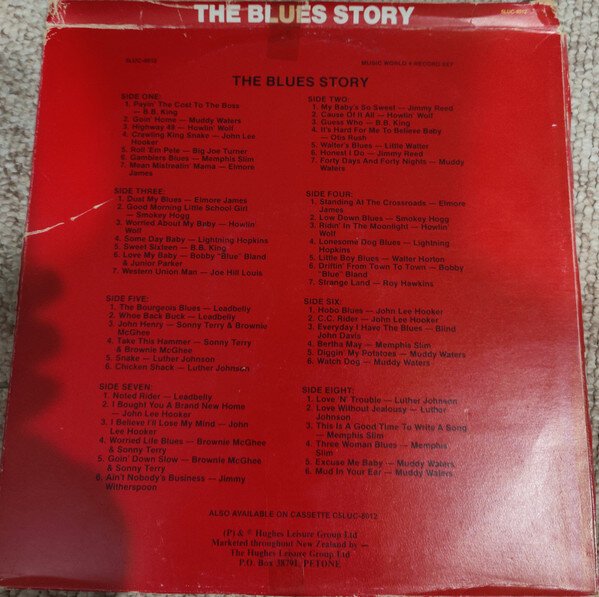 THE BLUES STORY
SLUC-8012
SLUC-8012
MUSIC WORLD 4 RECORD SET
THE BLUES STORY
SIDE ONE:
1. Payin' The Cost To The Boss
— B.B. King
2. Goin' Home — Muddy Waters
3. Highway 49 — Howlin' Wolf
4. Crawling King Snake — John Lee
Hooker
5. Roll 'Em Pete — Big Joe Turner
6. Gamblers Blues — Memphis Slim
7. Mean Mistreatin' Mama — Elmore
James
SIDE TWO:
1. My Baby's So Sweet — Jimmy Reed
2. Cause Of It All — Howlin' Wolf
3. Guess Who — B.B. King
4. It's Hard For Me To Believe Baby
— Otis Rush
5. Walter's Blues — Little Walter
6. Honest I Do — Jimmy Reed
7. Forty Days And Forty Nights — Muddy
Waters
SIDE THREE:
1. Dust My Blues — Elmore James
2. Good Morning Little School Girl
— Smokey Hogg
3. Worried About My Baby — Howlin'
Wolf
4. Some Day Baby — Lightning Hopkins
5. Sweet Sixteen — B.B. King
6. Love My Baby — Bobby "Blue" Bland
& Junior Parker
7. Western Union Man — Joe Hill Louis
SIDE FOUR:
1. Standing At The Crossroads — Elmore
James
2. Low Down Blues — Smokey Hogg
3. Ridin' In The Moonlight — Howlin'
Wolf
4. Lonesome Dog Blues — Lightning
Hopkins
5. Little Boy Blues — Walter Horton
6. Driftin' From Town To Town — Bobby
"Blue" Bland
7. Strange Land — Roy Hawkins
SIDE FIVE:
1. The Bourgeois Blues — Leadbelly
2. Whoe Back Buck — Leadbelly
3. John Henry — Sonny Terry & Brownie
McGhee
4. Take This Hammer — Sonny Terry
& Brownie McGhee
5. Snake — Luther Johnson
6. Chicken Shack — Luther Johnson
SIDE SIX:
1. Hobo Blues — John Lee Hooker
2. C.C. Rider — John Lee Hooker
3. Everyday I Have The Blues — Blind
John Davis
4. Bertha May — Memphis Slim
5. Diggin' My Potatoes — Muddy Waters
6. Watch Dog — Muddy Waters
SIDE SEVEN:
1. Noted Rider — Leadbelly
2. I Bought You A Brand New Home
— John Lee Hooker
3. I Believe I'll Lose My Mind — John
Lee Hooker
4. Worried Life Blues — Brownie McGhee
& Sonny Terry
5. Goin' Down Slow — Brownie McGhee
& Sonny Terry
6. Ain't Nobody's Business — Jimmy
Witherspoon
SIDE EIGHT:
1. Love 'N' Trouble — Luther Johnson
2. Love Without Jealousy — Luther
Johnson
3. This Is A Good Time To Write A Song
— Memphis Slim
4. Three Woman Blues — Memphis
Slim
5. Excuse Me Baby — Muddy Waters
6. Mud In Your Ear — Muddy Waters
ALSO AVAILABLE ON CASSETTE CSLUC-8012
(P) & © Hughes Leisure Group Ltd
Marketed throughout New Zealand by —
The Hughes Leisure Group Ltd
P.O. Box 38791, PETONE